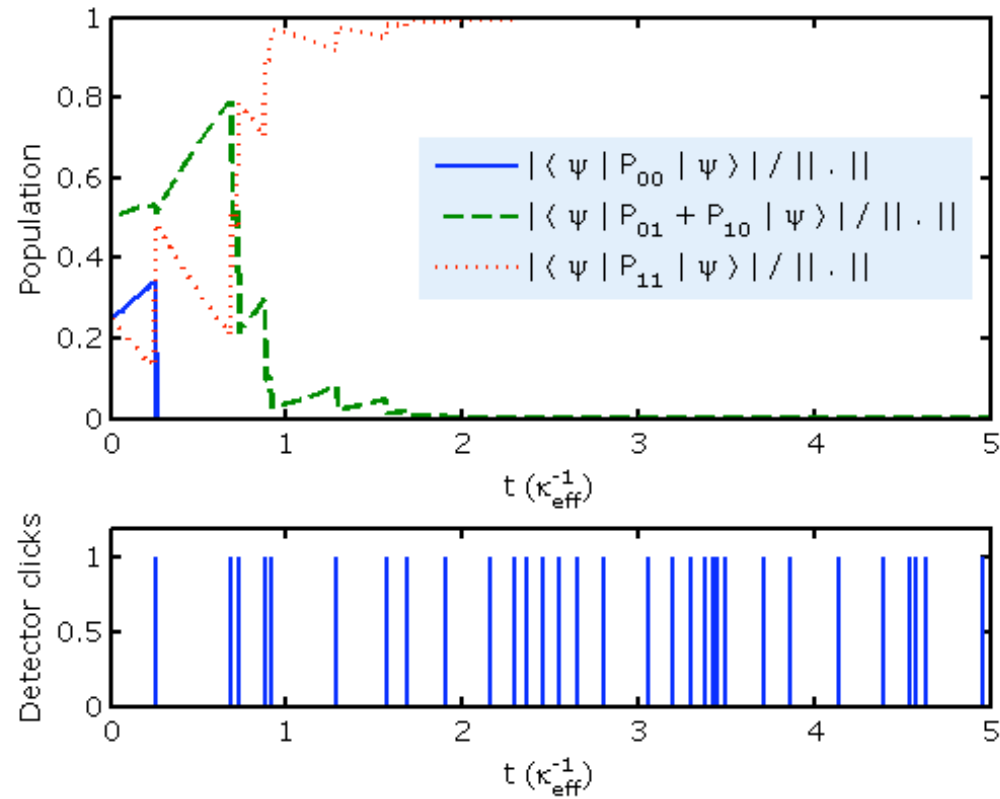 Population
1
0.8
0.6
0.4
0.2
0
|⟨ ψ | P₀₀ | ψ ⟩| / || . ||
|⟨ ψ | P₀₁ + P₁₀ | ψ ⟩| / || . ||
|⟨ ψ | P₁₁ | ψ ⟩| / || . ||
0 1 2 3 4 5
t (κ_eff^-1)
Detector clicks
1
0.5
0
0 1 2 3 4 5
t (κ_eff^-1)